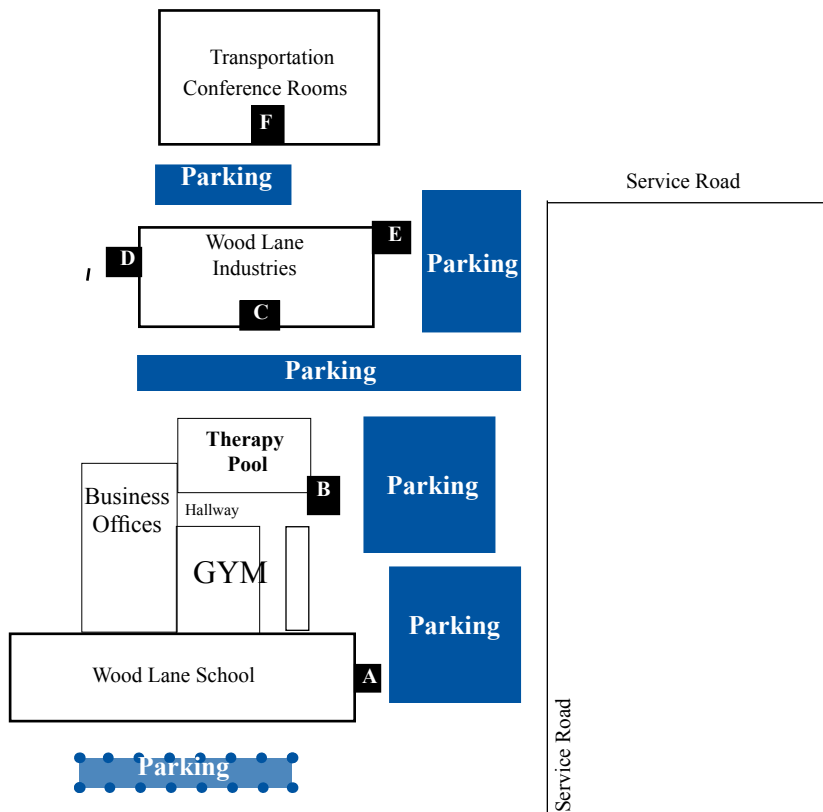 Transportation
Conference Rooms
F
Parking
Service Road
Wood Lane
Industries
E
D
Parking
C
Parking
Therapy
Pool
B
Parking
Business
Offices
Hallway
GYM
Parking
Wood Lane School
A
Parking
Service Road